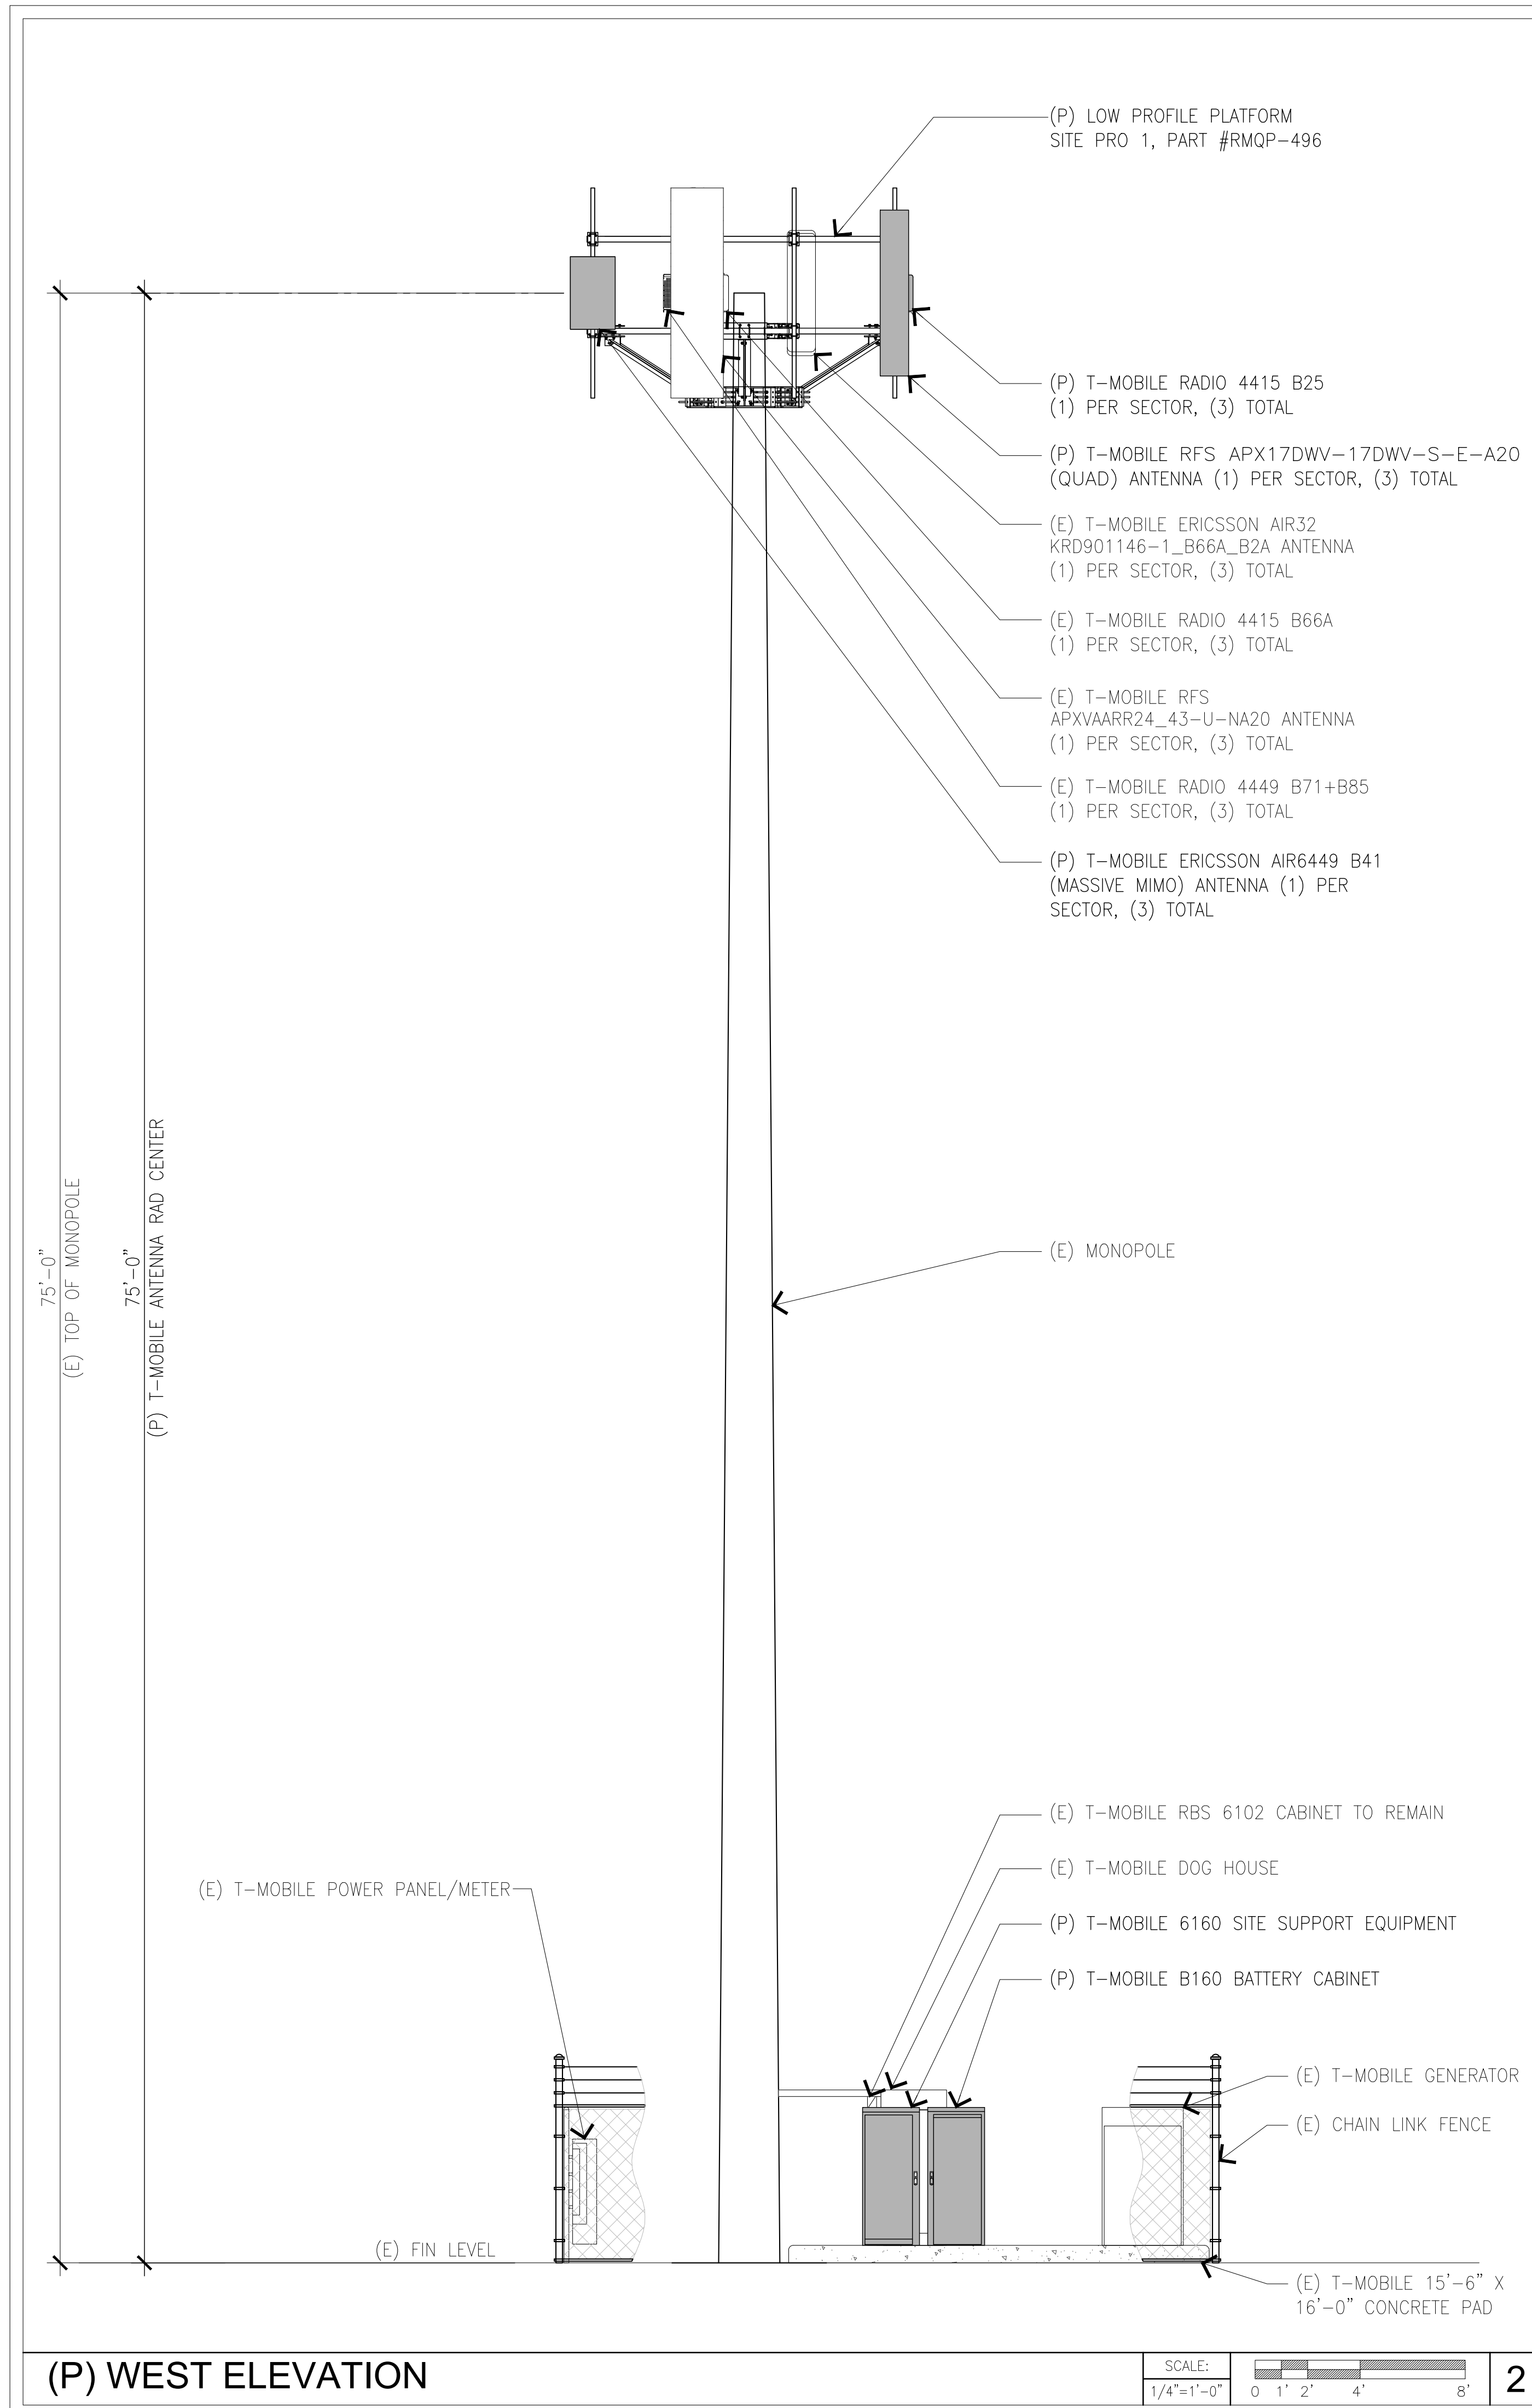 (P) LOW PROFILE PLATFORM
SITE PRO 1, PART #RMQP-496
(P) T-MOBILE RADIO 4415 B25
(1) PER SECTOR, (3) TOTAL
(P) T-MOBILE RFS APX17DWV-17DWV-S-E-A20
(QUAD) ANTENNA (1) PER SECTOR, (3) TOTAL
(E) T-MOBILE ERICSSON AIR32
KRD901146-1_B66A_B2A ANTENNA
(1) PER SECTOR, (3) TOTAL
(E) T-MOBILE RADIO 4415 B66A
(1) PER SECTOR, (3) TOTAL
(E) T-MOBILE RFS
APXVAARR24_43-U-NA20 ANTENNA
(1) PER SECTOR, (3) TOTAL
(E) T-MOBILE RADIO 4449 B71+B85
(1) PER SECTOR, (3) TOTAL
(P) T-MOBILE ERICSSON AIR6449 B41
(MASSIVE MIMO) ANTENNA (1) PER
SECTOR, (3) TOTAL
75'-0"
(E) TOP OF MONOPOLE
75'-0"
(P) T-MOBILE ANTENNA RAD CENTER
(E) MONOPOLE
(E) T-MOBILE RBS 6102 CABINET TO REMAIN
(E) T-MOBILE DOG HOUSE
(E) T-MOBILE POWER PANEL/METER
(P) T-MOBILE 6160 SITE SUPPORT EQUIPMENT
(P) T-MOBILE B160 BATTERY CABINET
(E) T-MOBILE GENERATOR
(E) CHAIN LINK FENCE
(E) FIN LEVEL
(E) T-MOBILE 15'-6" X
16'-0" CONCRETE PAD
(P) WEST ELEVATION
SCALE:
1/4"=1'-0"
0 1' 2' 4' 8'
2